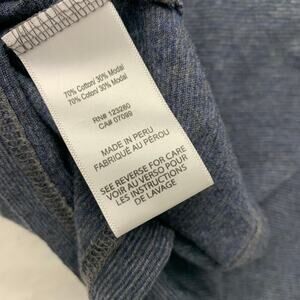 70% Cotton/ 30% Modal
70% Coton/ 30% Modal
RN# 123280
CA# 07099
MADE IN PERU
FABRIQUÉ AU PÉROU
SEE REVERSE FOR CARE
VOIR AU VERSO POUR
LES INSTRUCTIONS
DE LAVAGE